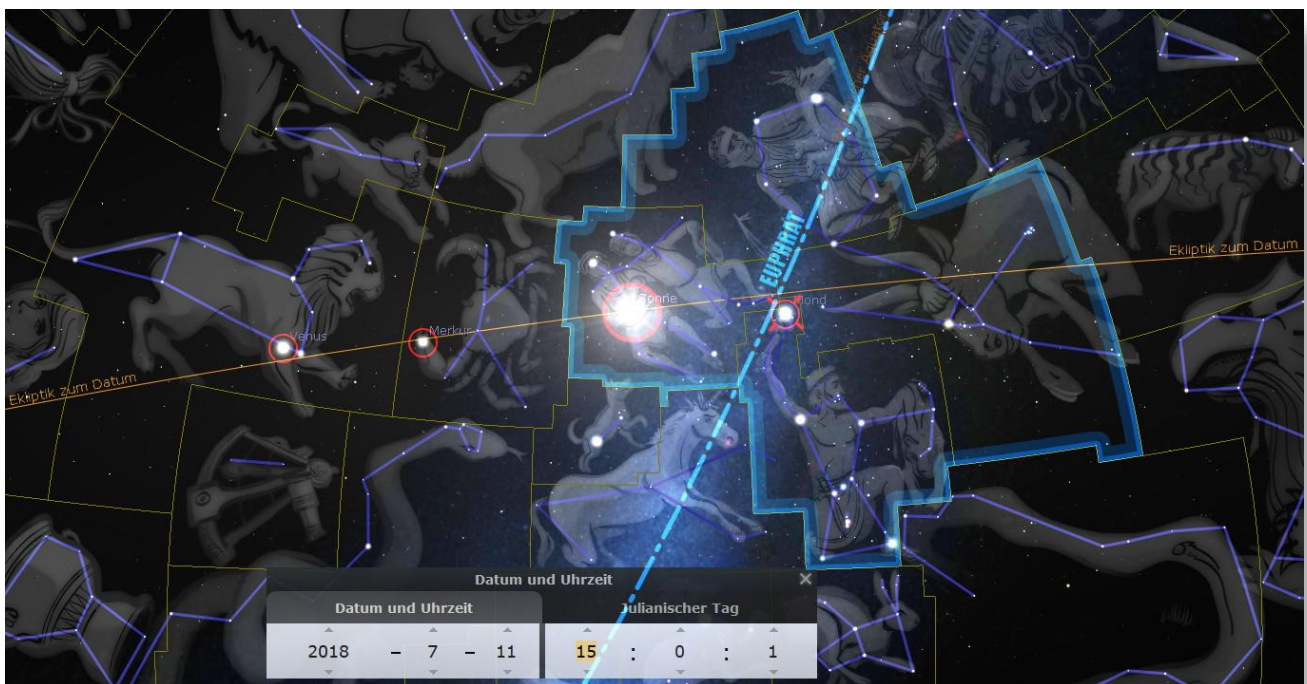 Ekliptik zum Datum
EUPHRAT
Sonne
Mond
Merkur
Venus
Ekliptik zum Datum
Datum und Uhrzeit
×
Datum und Uhrzeit
Julianischer Tag
2018 - 7 - 11 15 : 0 : 1